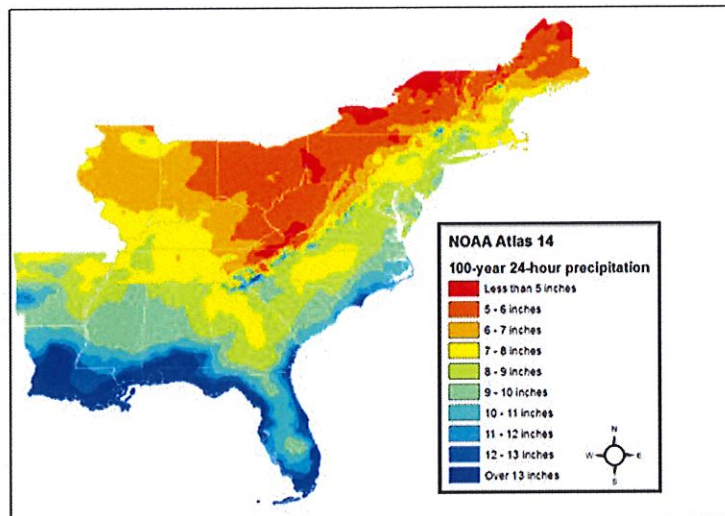 NOAA Atlas 14
100-year 24-hour precipitation
Less than 5 inches
5 - 6 inches
6 - 7 inches
7 - 8 inches
8 - 9 inches
9 - 10 inches
10 - 11 inches
11 - 12 inches
12 - 13 inches
Over 13 inches
N
W E
S